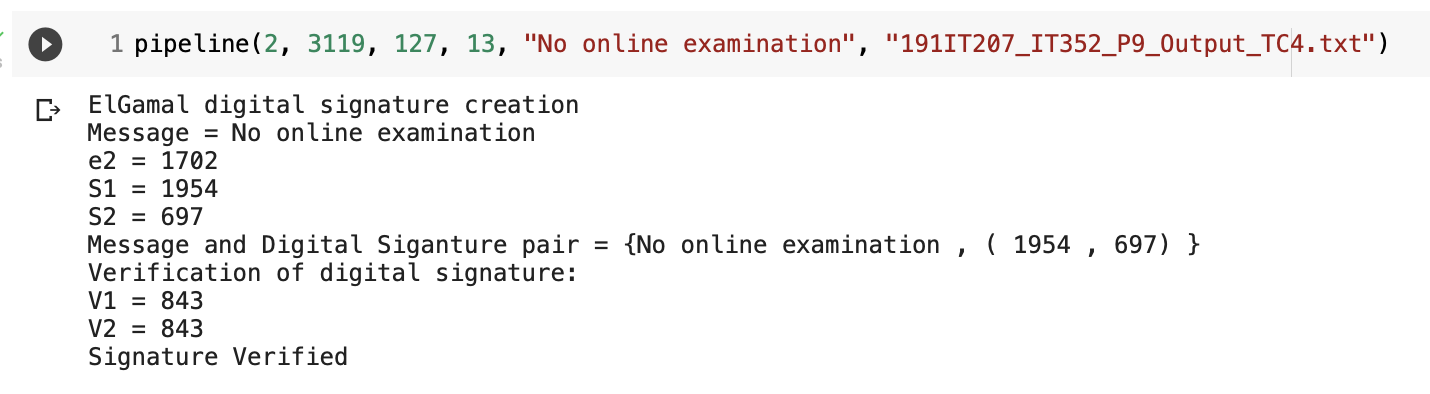 1 pipeline(2, 3119, 127, 13, "No online examination", "191IT207_IT352_P9_Output_TC4.txt")
ElGamal digital signature creation
Message = No online examination
e2 = 1702
S1 = 1954
S2 = 697
Message and Digital Siganture pair = {No online examination , ( 1954 , 697) }
Verification of digital signature:
V1 = 843
V2 = 843
Signature Verified